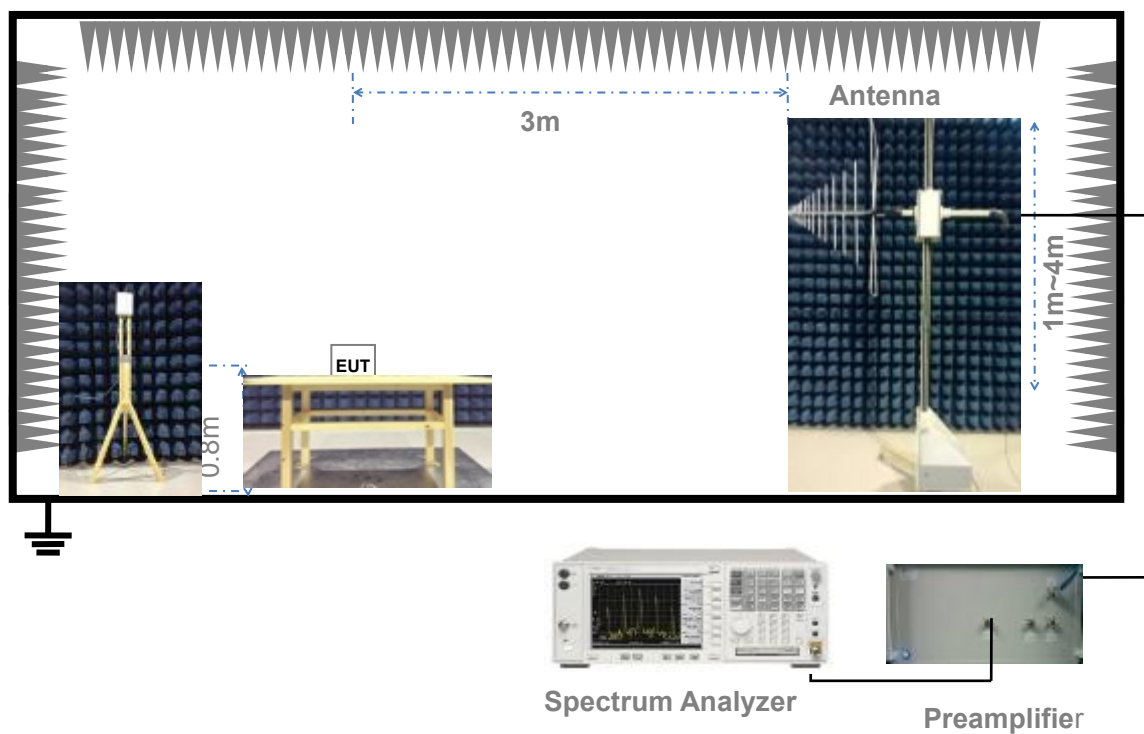 Antenna
3m
1m~4m
EUT
0.8m
Spectrum Analyzer
Preamplifier